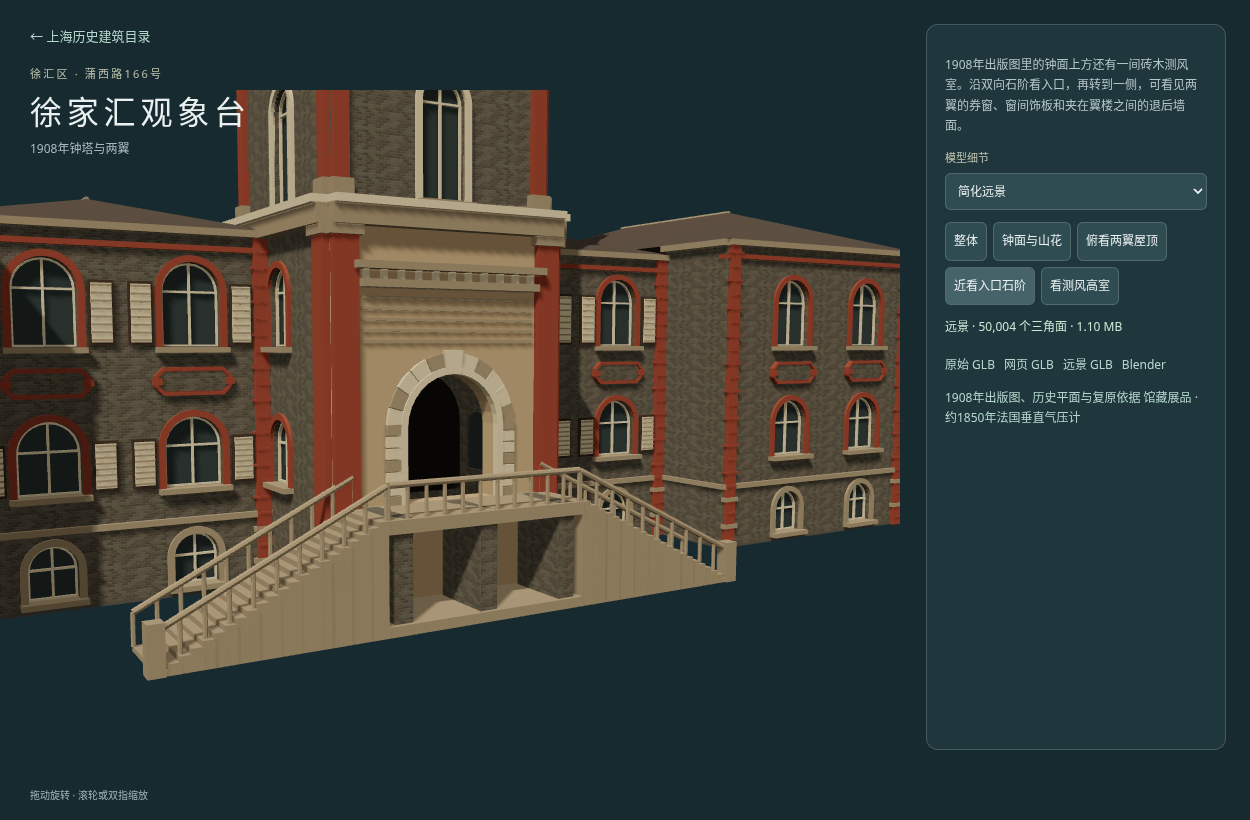 ← 上海历史建筑目录
徐汇区 · 蒲西路166号
徐家汇观象台
1908年钟塔与两翼
1908年出版图里的钟面上方还有一间砖木测风
室。沿双向石阶看入口，再转到一侧，可看见两
翼的券窗、窗间饰板和夹在翼楼之间的退后墙
面。
模型细节
简化远景
整体 钟面与山花 俯看两翼屋顶
近看入口石阶 看测风高室
远景 · 50,004 个三角面 · 1.10 MB
原始 GLB 网页 GLB 远景 GLB Blender
1908年出版图、历史平面与复原依据 馆藏展品 ·
约1850年法国垂直气压计
拖动旋转 · 滚轮或双指缩放